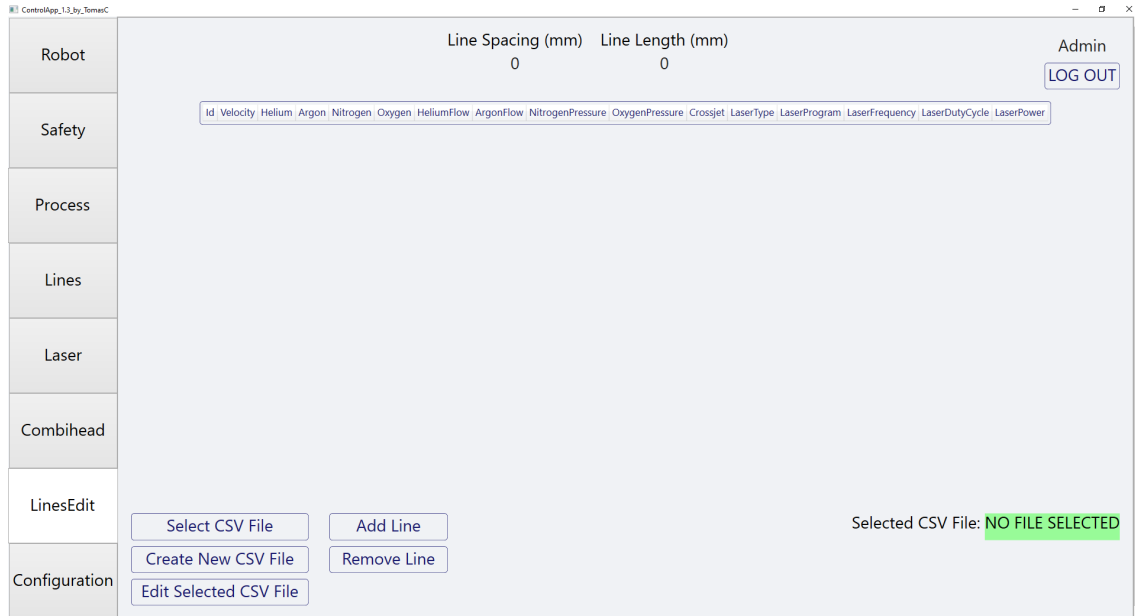 ControlApp_1.3_by_TomasC
Robot
Safety
Process
Lines
Laser
Combihead
LinesEdit
Configuration
Line Spacing (mm) Line Length (mm)
0 0
Admin
LOG OUT
Id Velocity Helium Argon Nitrogen Oxygen HeliumFlow ArgonFlow NitrogenPressure OxygenPressure Crossjet LaserType LaserProgram LaserFrequency LaserDutyCycle LaserPower
Select CSV File Add Line
Create New CSV File Remove Line
Edit Selected CSV File
Selected CSV File: NO FILE SELECTED